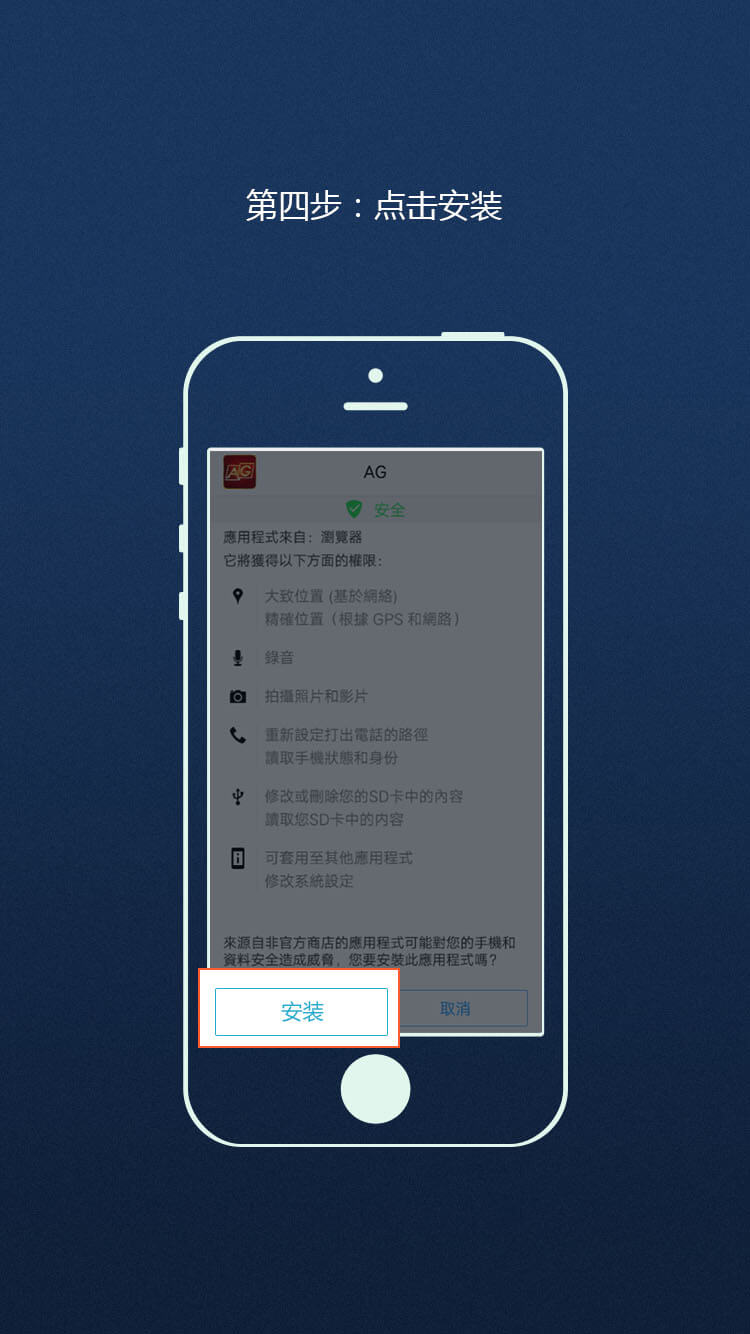 第四步：点击安装
AG
AG
安全
應用程式來自：瀏覽器
它將獲得以下方面的權限：
大致位置 (基於網絡)
精確位置（根據 GPS 和網路）
錄音
拍攝照片和影片
重新設定打出電話的路徑
讀取手機狀態和身份
修改或刪除您的SD卡中的內容
讀取您SD卡中的内容
可套用至其他應用程式
修改系統設定
來源自非官方商店的應用程式可能對您的手機和
資料安全造成威脅，您要安裝此應用程式嗎？
安装
取消